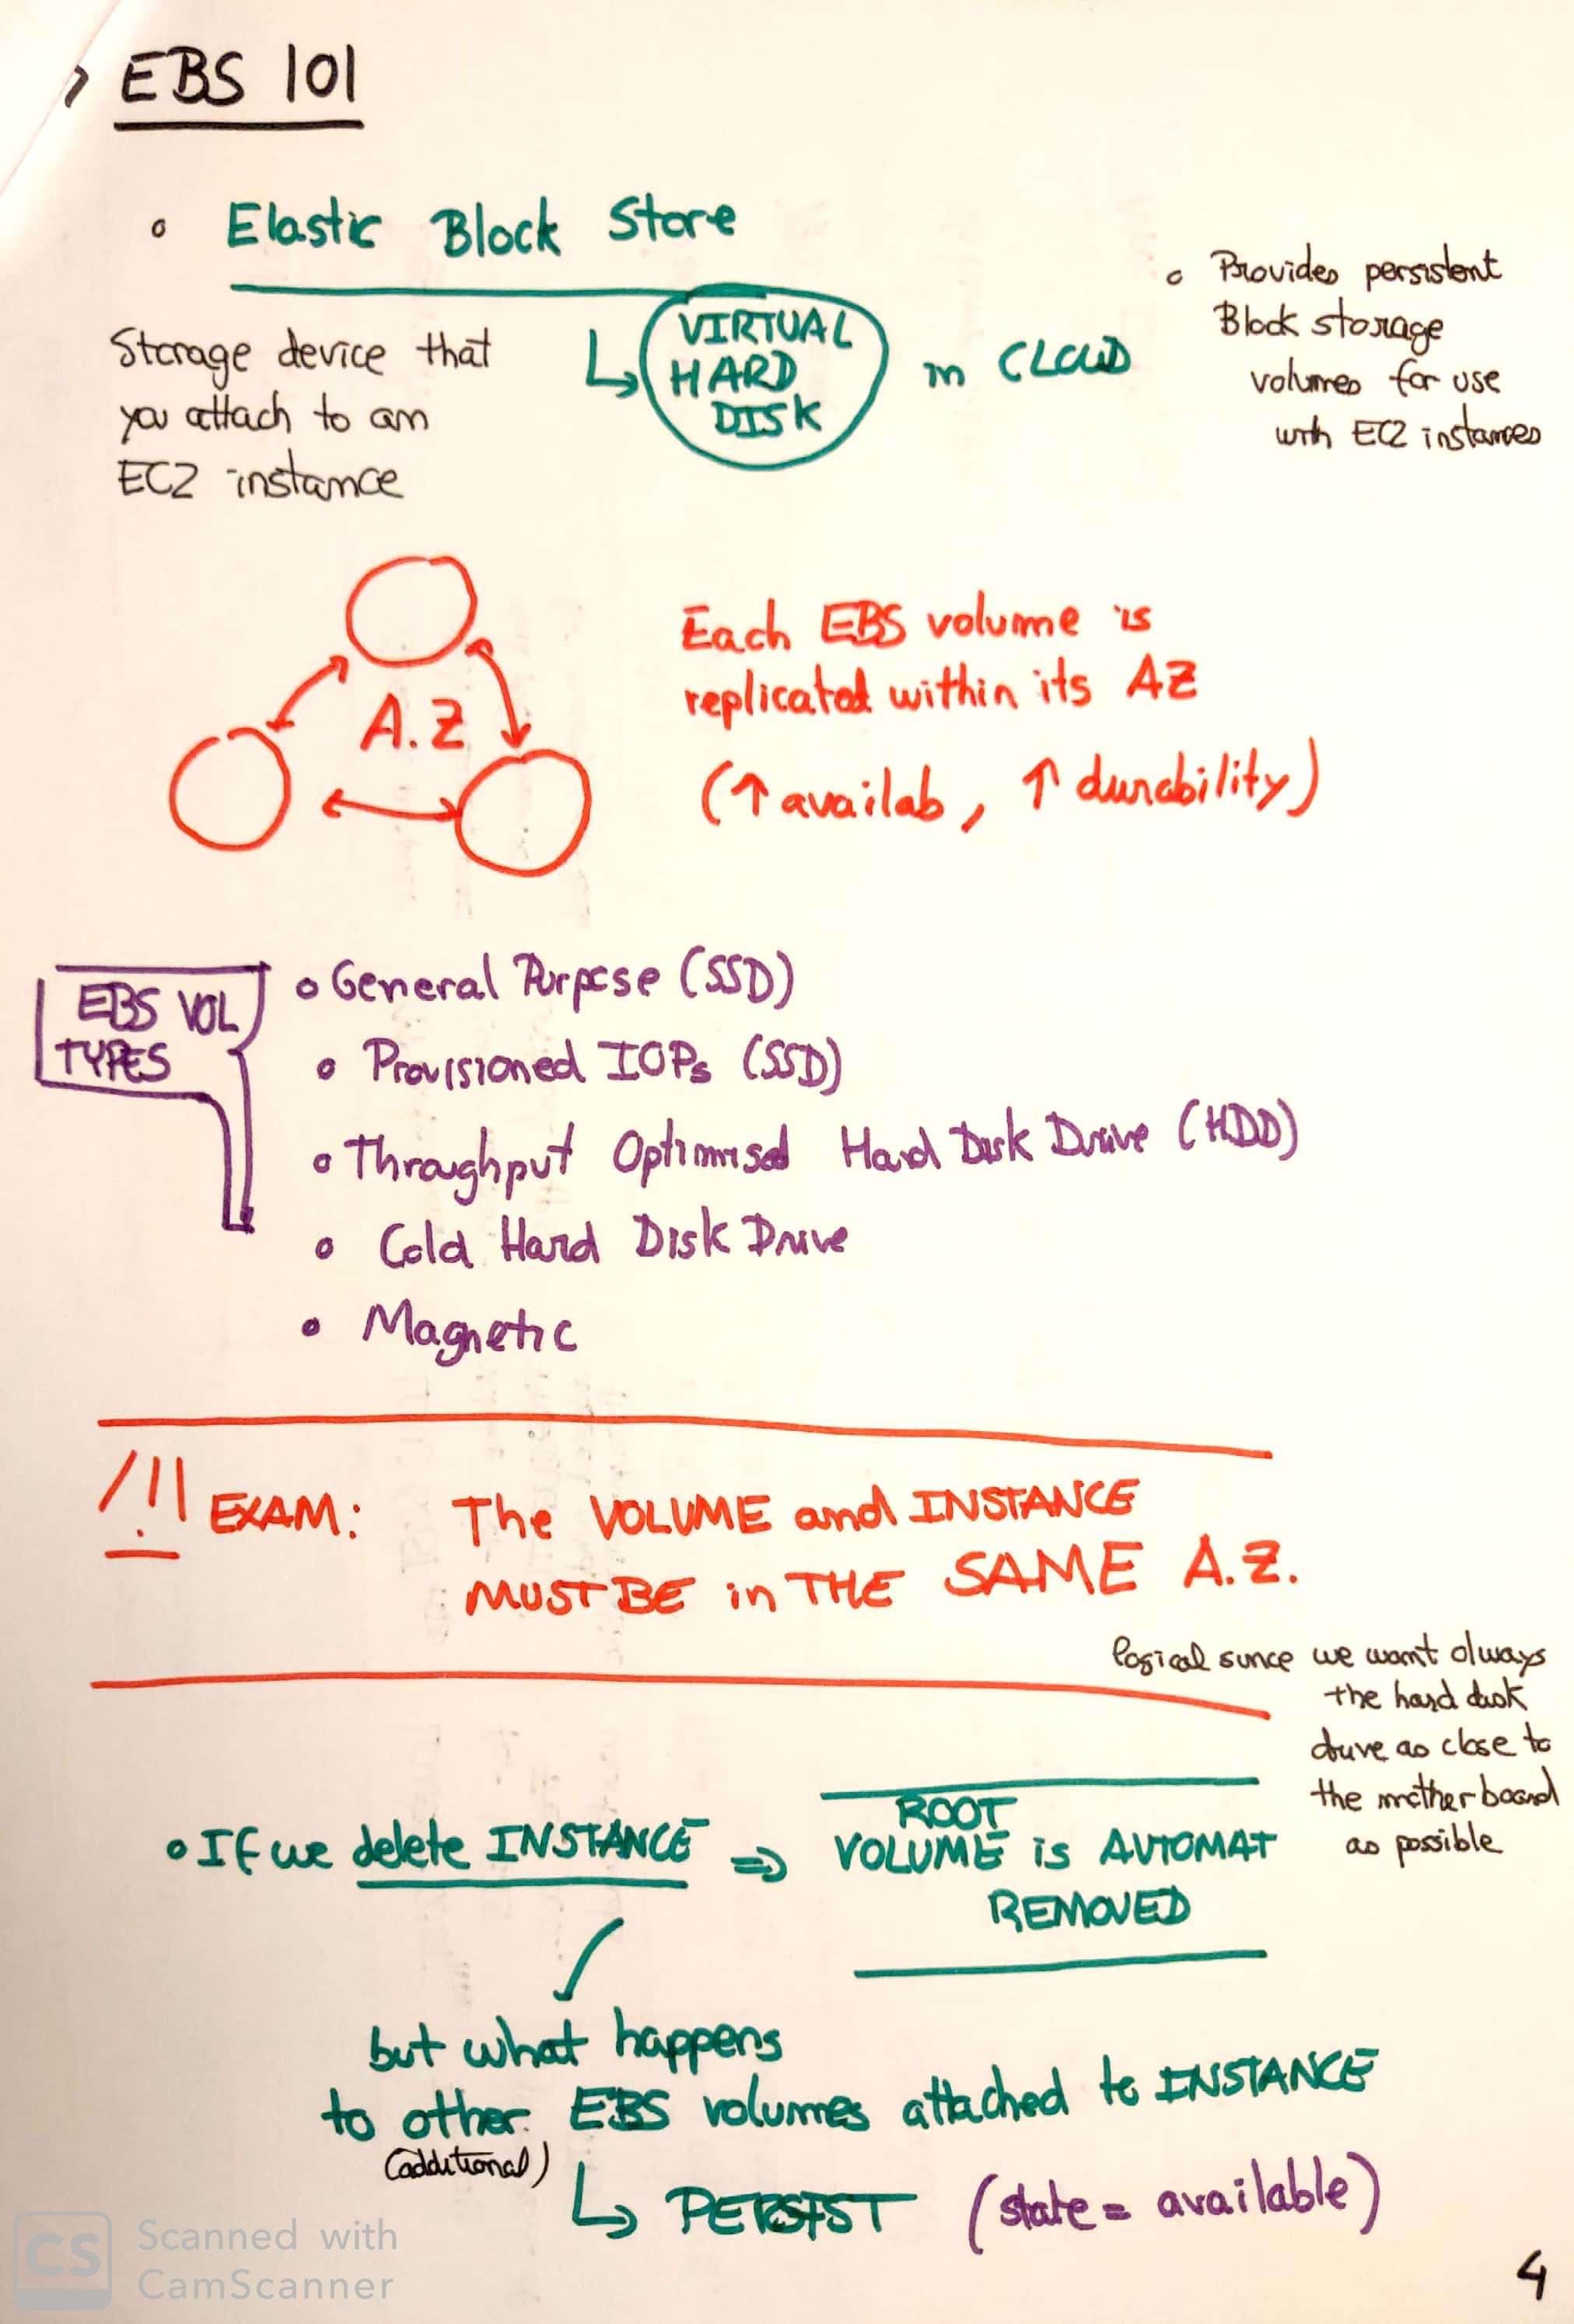 > EBS 101
o Elastic Block Store
VIRTUAL
HARD
DISK
in CLOUD
o Provides persistent
Block storage
volumes for use
with EC2 instances
Storage device that
you attach to an
EC2 instance
A.Z
Each EBS volume is
replicated within its AZ
(↑ availab, ↑ durability)
EBS VOL
TYPES
o General Purpose (SSD)
o Provisioned IOPs (SSD)
o Throughput Optimised Hard Disk Drive (HDD)
o Cold Hard Disk Drive
o Magnetic
/!\ EXAM: The VOLUME and INSTANCE
MUST BE in THE SAME A.Z.
logical since we want always
the hard disk
drive as close to
the motherboard
as possible
o If we delete INSTANCE ⇒ ROOT
VOLUME is AUTOMAT
REMOVED
but what happens
to other EBS volumes attached to INSTANCE
(additional)
PERSIST (state = available)
CS Scanned with
CamScanner
4